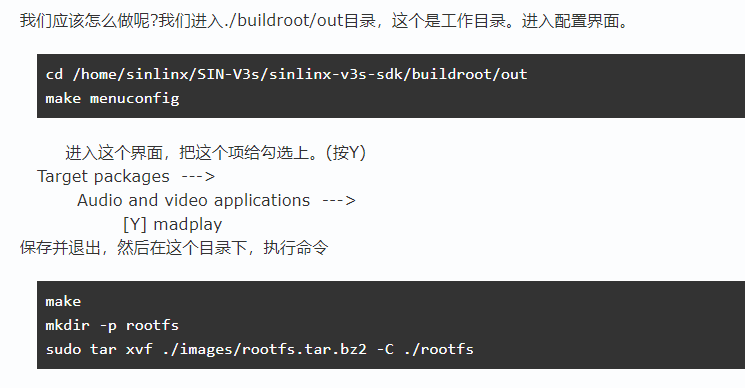 我们应该怎么做呢?我们进入./buildroot/out目录，这个是工作目录。进入配置界面。
cd /home/sinlinx/SIN-V3s/sinlinx-v3s-sdk/buildroot/out
make menuconfig
进入这个界面，把这个项给勾选上。(按Y)
Target packages --->
Audio and video applications --->
[Y] madplay
保存并退出，然后在这个目录下，执行命令
make
mkdir -p rootfs
sudo tar xvf ./images/rootfs.tar.bz2 -C ./rootfs